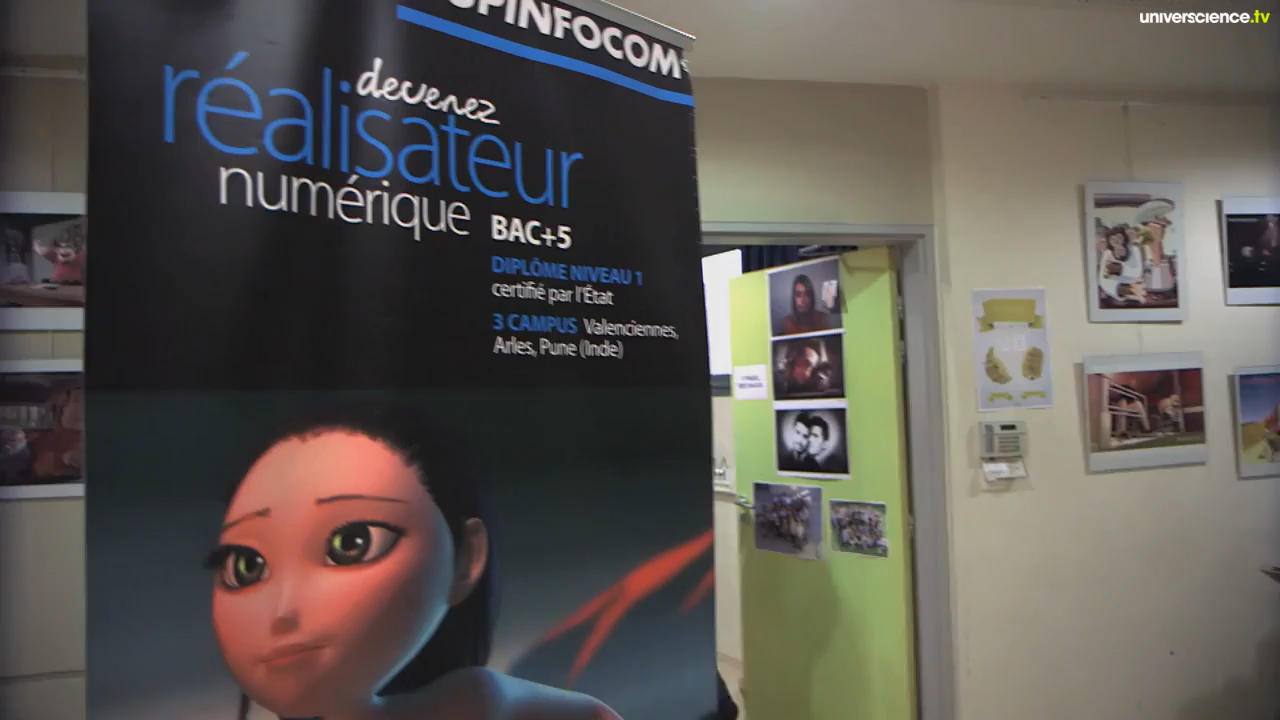 universcience.tv
UPINFOCOM
devenez
réalisateur
numérique BAC+5
DIPLÔME NIVEAU 1
certifié par l'État
3 CAMPUS Valenciennes,
Arles, Pune (Inde)